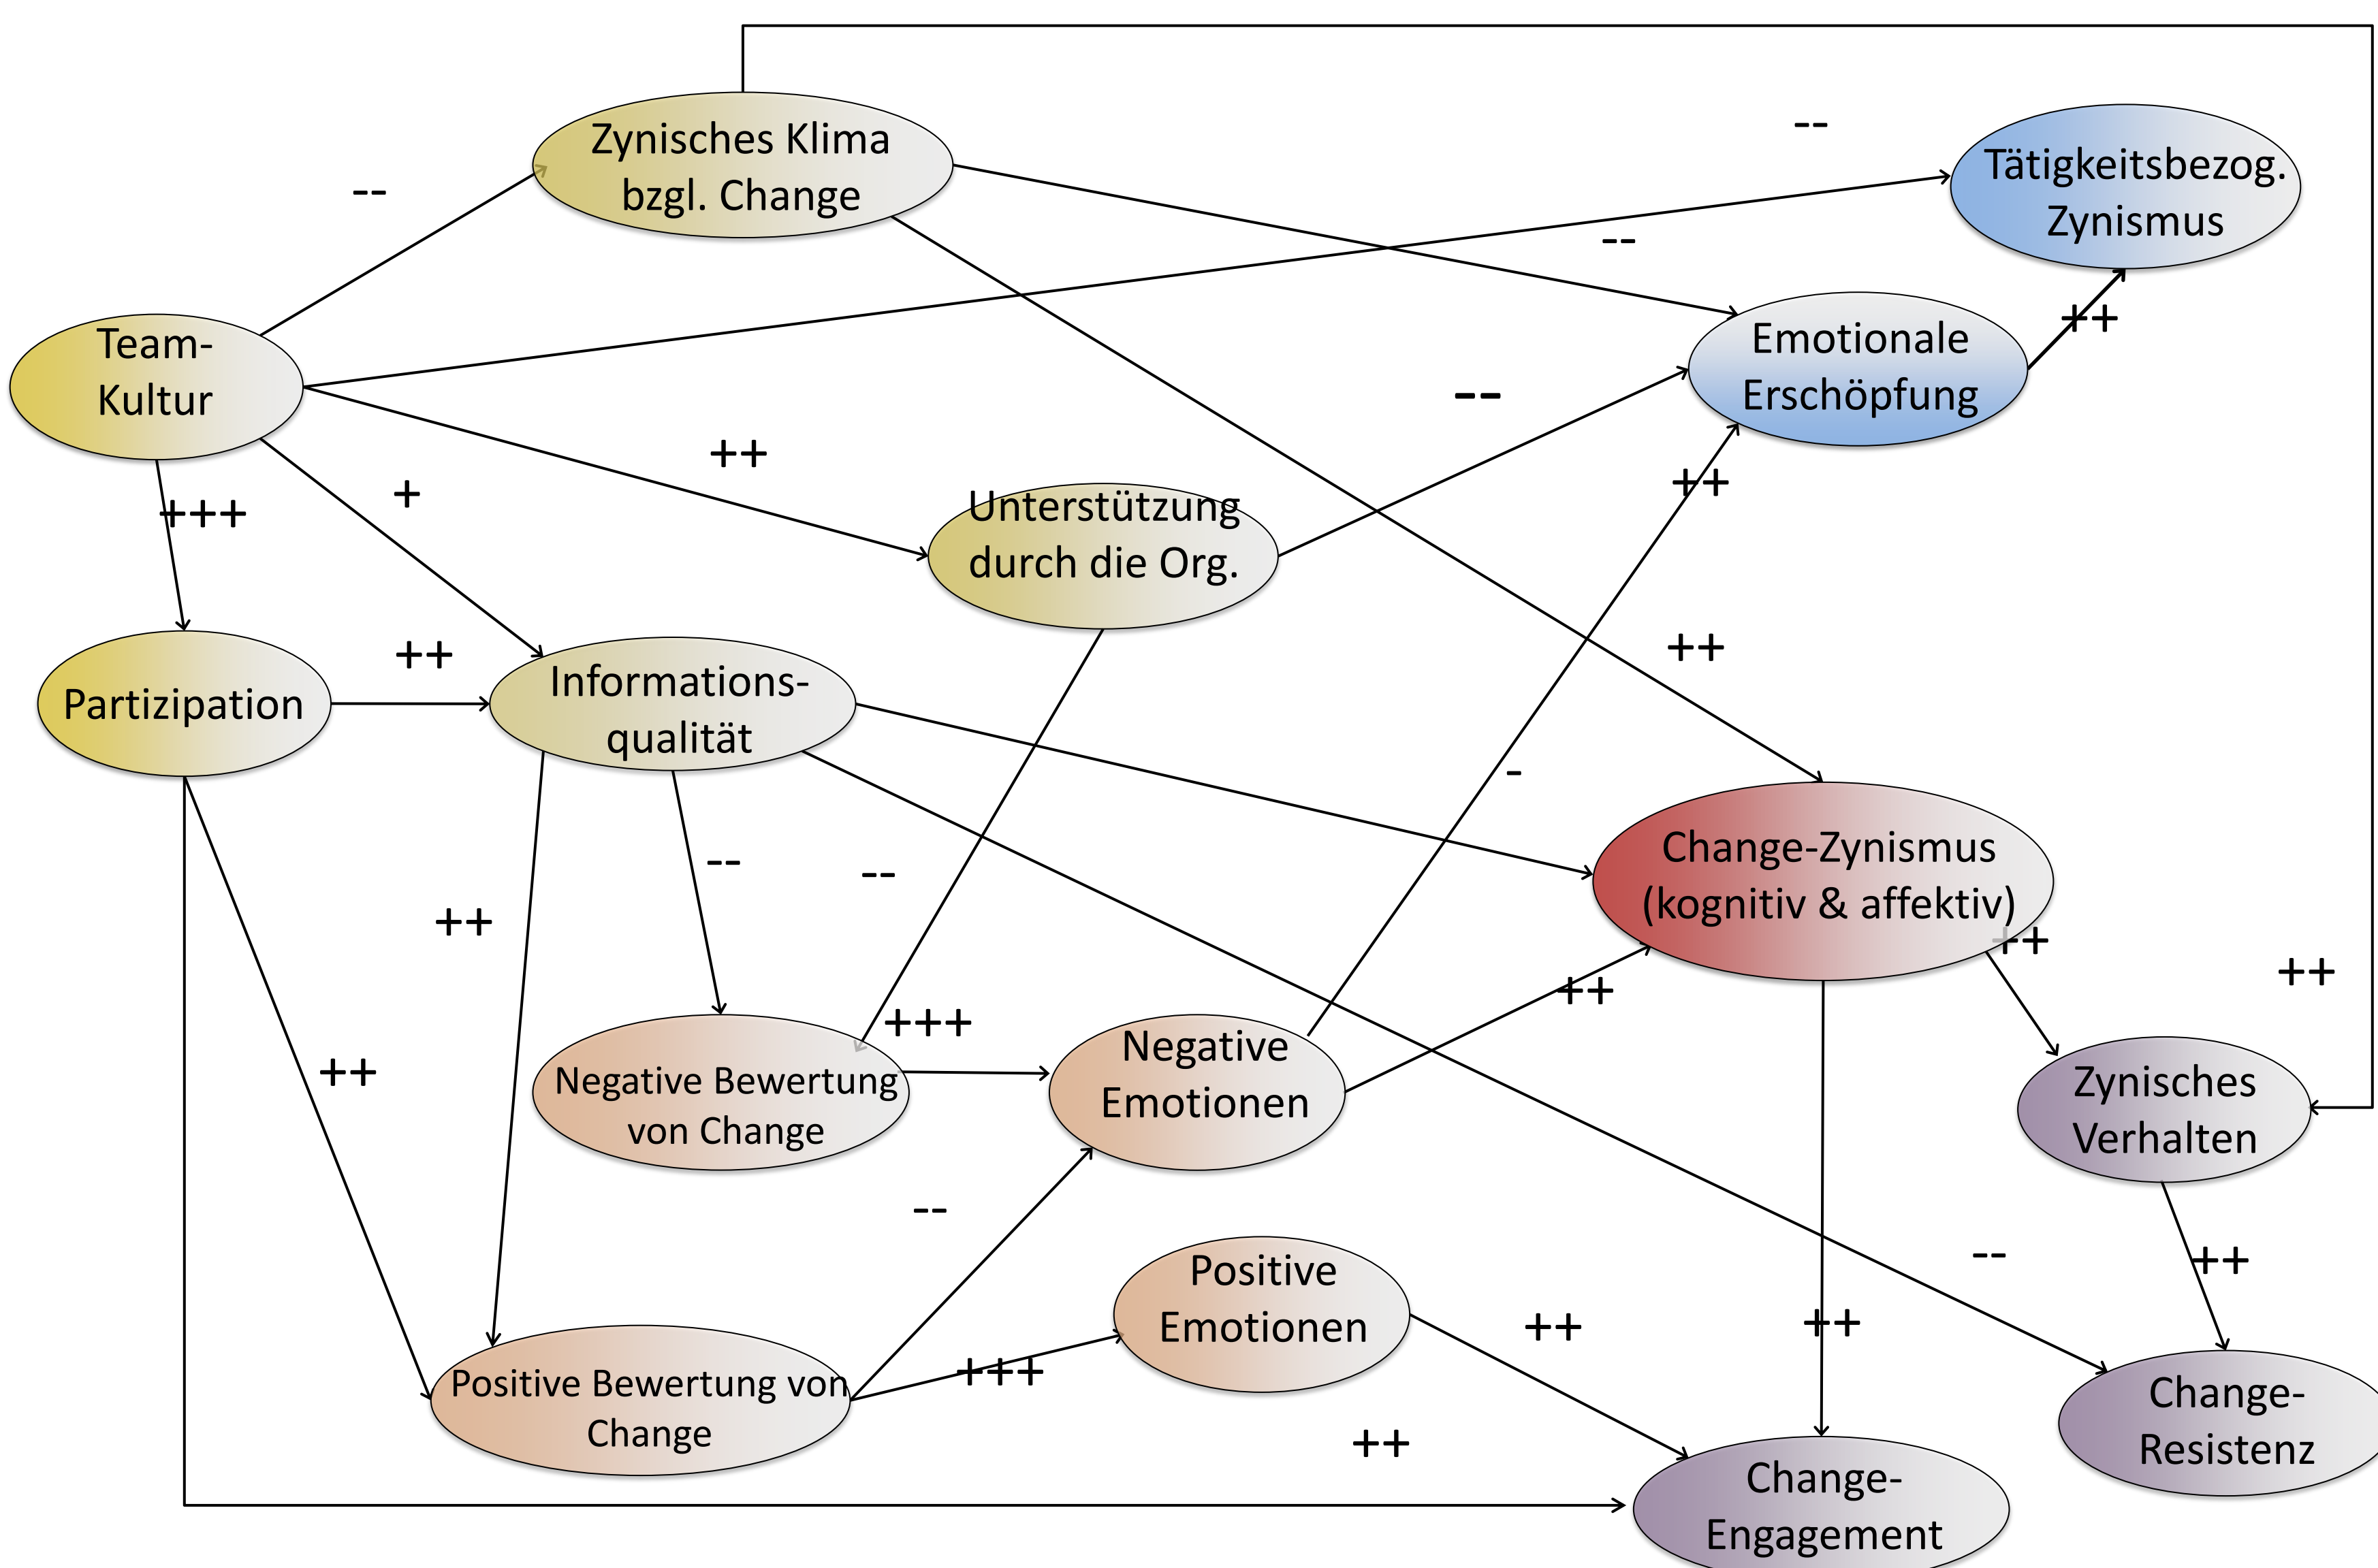 Zynisches Klima
bzgl. Change
--
Tätigkeitsbezog.
Zynismus
--
--
Team-
Kultur
++
Emotionale
Erschöpfung
--
++
+
+++
++
Unterstützung
durch die Org.
++
++
Partizipation
Informations-
qualität
-
--
--
Change-Zynismus
(kognitiv & affektiv)
++
++
++
++
+++
++
Negative Bewertung
von Change
Negative
Emotionen
Zynisches
Verhalten
--
--
++
Positive
Emotionen
++
++
+++
Positive Bewertung von
Change
++
Change-
Resistenz
Change-
Engagement